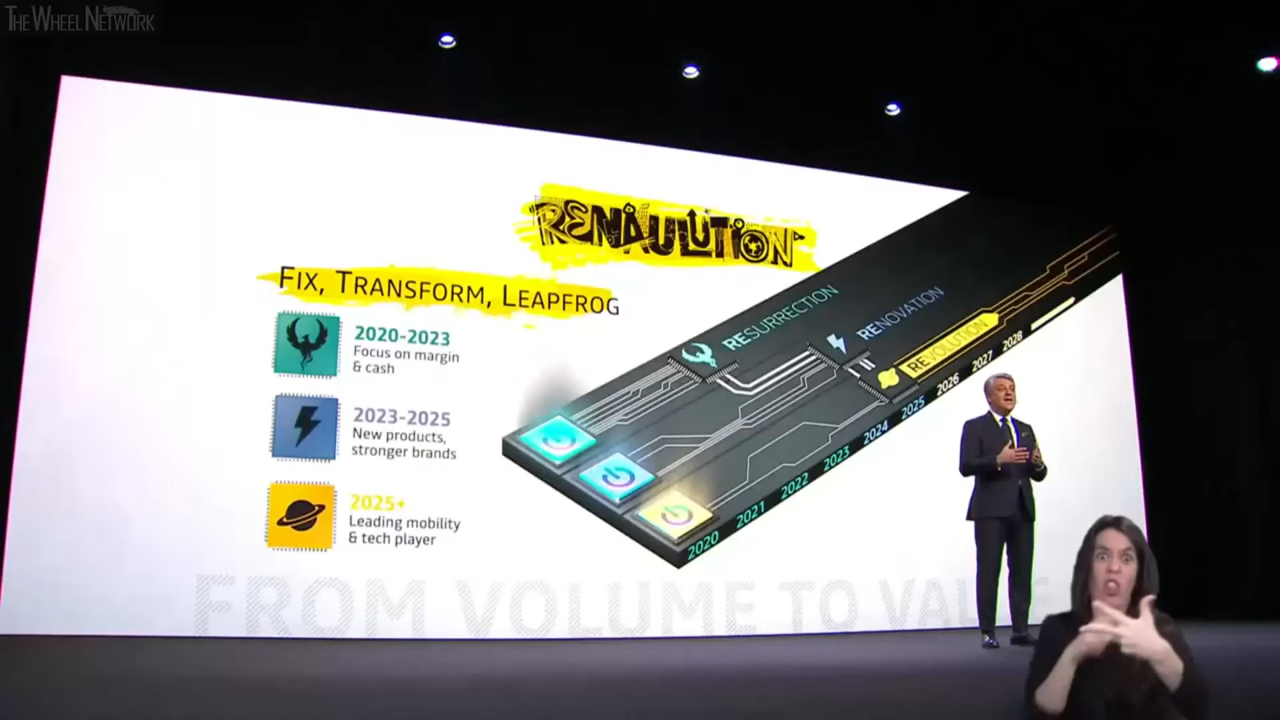 THE WHEEL NETWORK
RENAULUTION
FIX, TRANSFORM, LEAPFROG
2020-2023
Focus on margin
& cash
2023-2025
New products,
stronger brands
2025+
Leading mobility
& tech player
RESURRECTION
RENOVATION
REVOLUTION
2020
2021
2022
2023
2024
2025
2026
2027
2028
FROM VOLUME TO VALUE